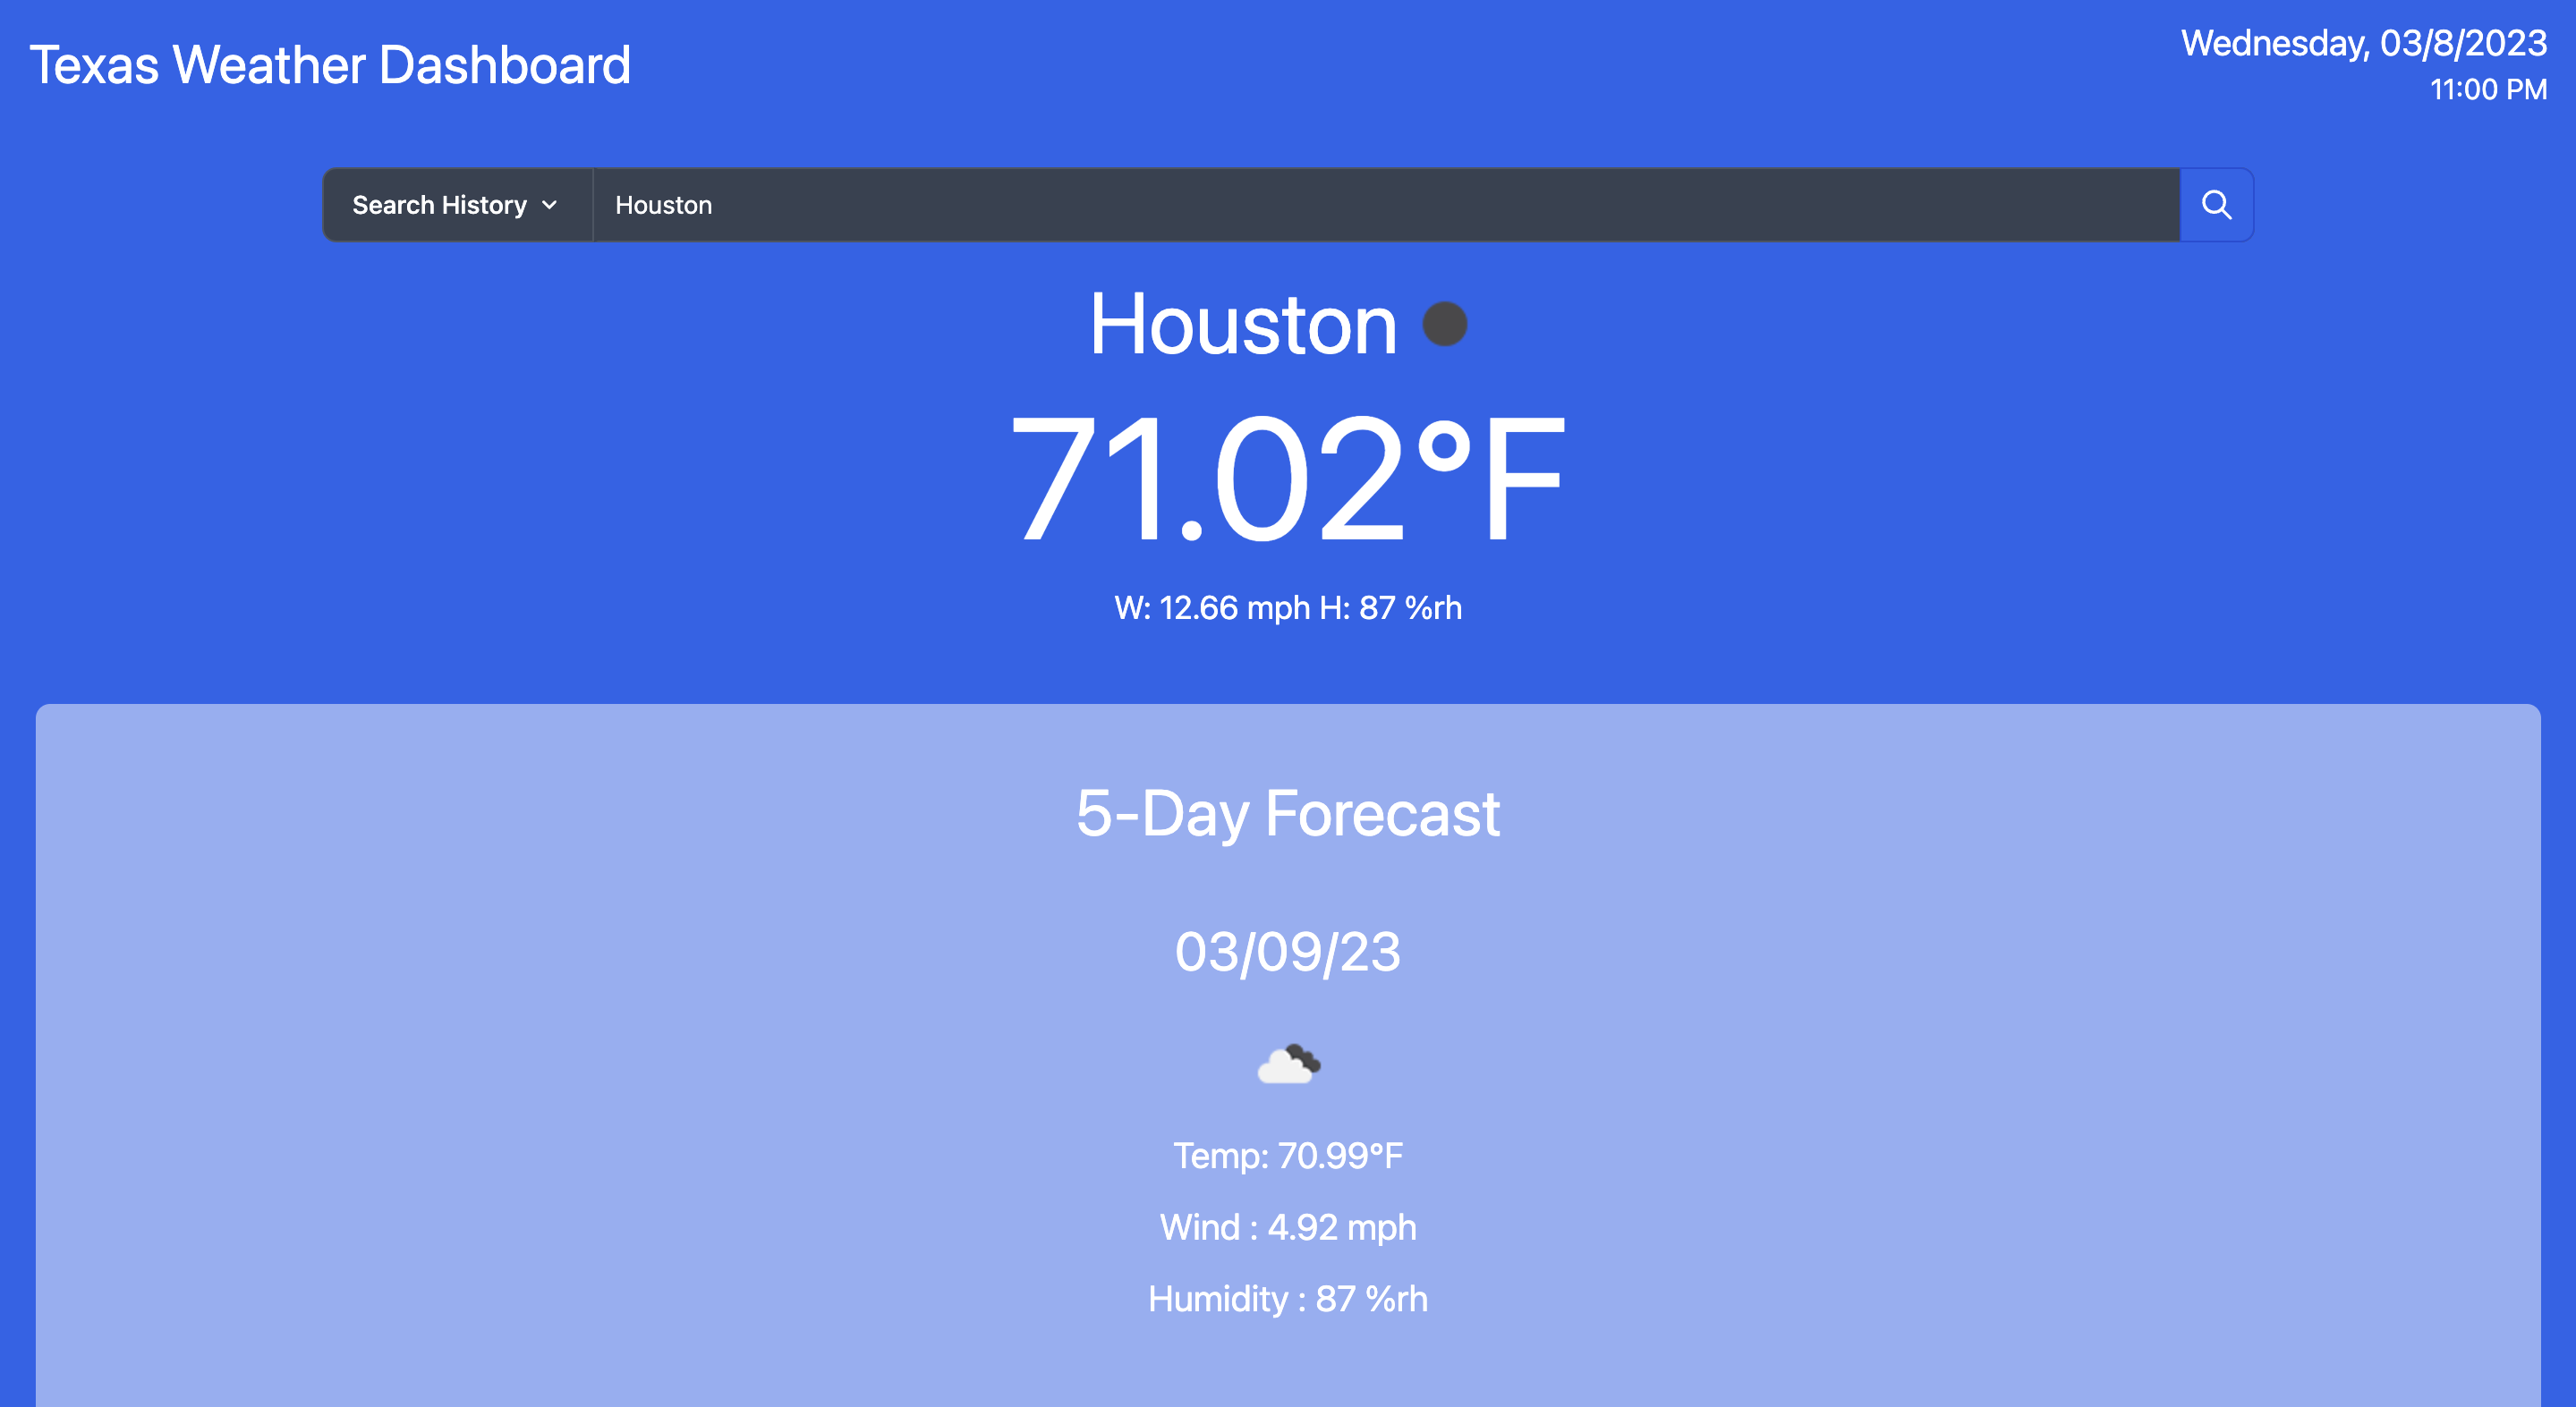 Texas Weather Dashboard
Wednesday, 03/8/2023
11:00 PM
Search History
Houston
Houston
71.02°F
W: 12.66 mph H: 87 %rh
5-Day Forecast
03/09/23
Temp: 70.99°F
Wind : 4.92 mph
Humidity : 87 %rh